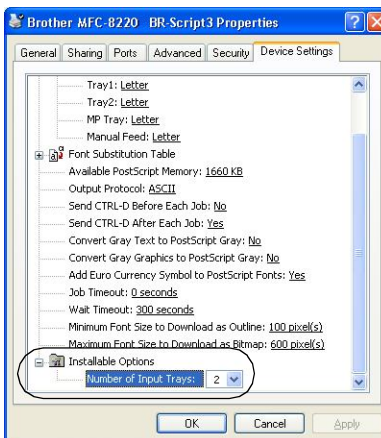 Brother MFC-8220 BR-Script3 Properties
General Sharing Ports Advanced Security Device Settings
Tray1: Letter
Tray2: Letter
MP Tray: Letter
Manual Feed: Letter
Font Substitution Table
Available PostScript Memory: 1660 KB
Output Protocol: ASCII
Send CTRL-D Before Each Job: No
Send CTRL-D After Each Job: Yes
Convert Gray Text to PostScript Gray: No
Convert Gray Graphics to PostScript Gray: No
Add Euro Currency Symbol to PostScript Fonts: Yes
Job Timeout: 0 seconds
Wait Timeout: 300 seconds
Minimum Font Size to Download as Outline: 100 pixel(s)
Maximum Font Size to Download as Bitmap: 600 pixel(s)
Installable Options
Number of Input Trays: 2
OK Cancel Apply